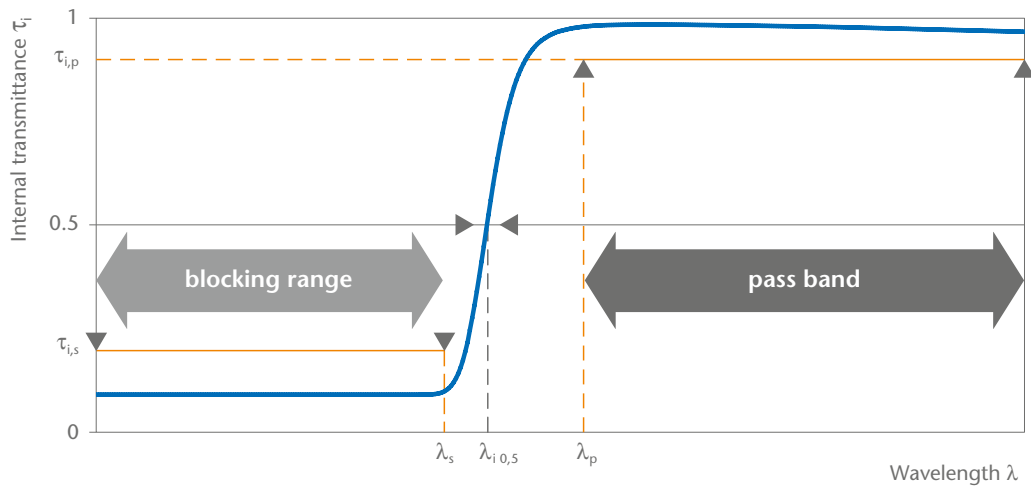 Internal transmittance τi
1
τi,p
0.5
τi,s
0
blocking range
pass band
λs
λi 0,5
λp
Wavelength λ